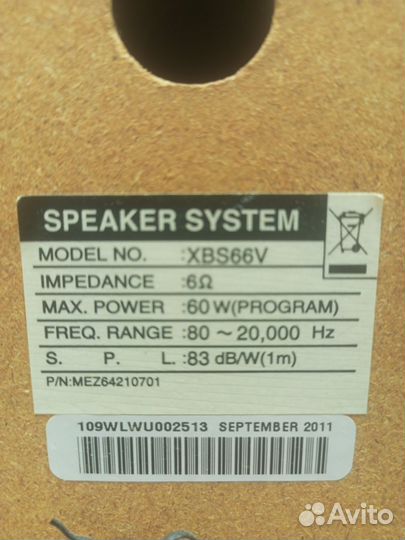 SPEAKER SYSTEM
MODEL NO. :XBS66V
IMPEDANCE :6Ω
MAX. POWER :60W(PROGRAM)
FREQ. RANGE :80 ～20,000 Hz
S. P. L. :83 dB/W(1m)
P/N:MEZ64210701
109WLWU002513 SEPTEMBER 2011
Avito